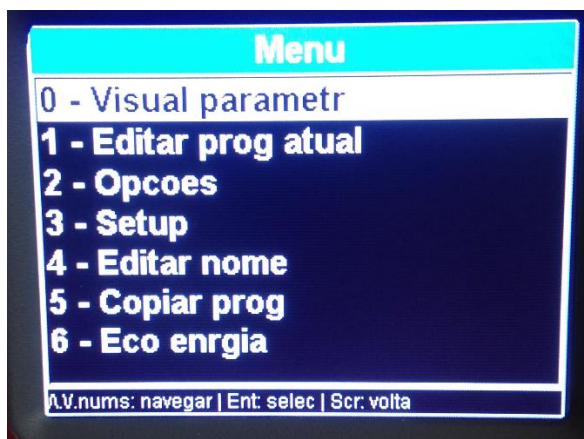 Menu
0 - Visual parametr
1 - Editar prog atual
2 - Opcoes
3 - Setup
4 - Editar nome
5 - Copiar prog
6 - Eco enrgia
Λ.V.nums: navegar | Ent: selec | Scr: volta